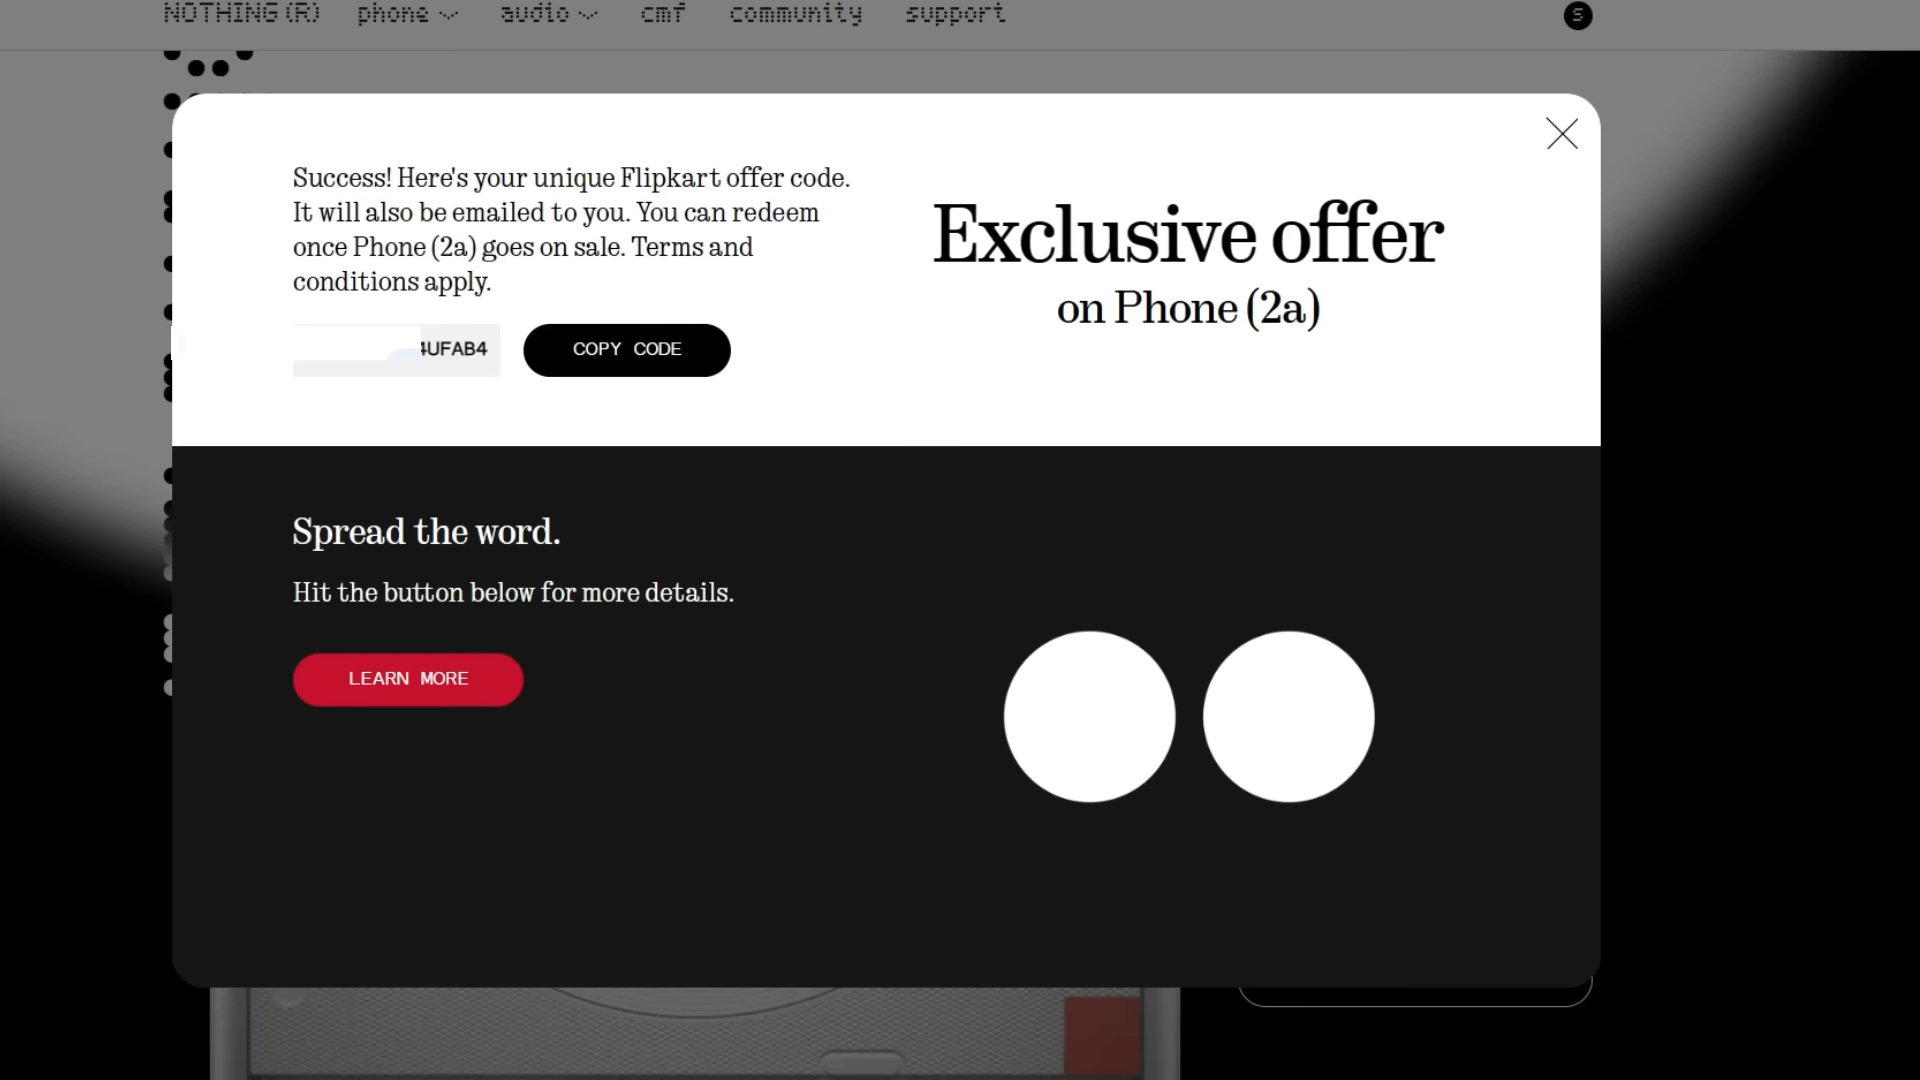 NOTHING (R) phone audio cmf community support S
Success! Here's your unique Flipkart offer code.
It will also be emailed to you. You can redeem
once Phone (2a) goes on sale. Terms and
conditions apply.
4UFAB4 COPY CODE
Exclusive offer
on Phone (2a)
Spread the word.
Hit the button below for more details.
LEARN MORE